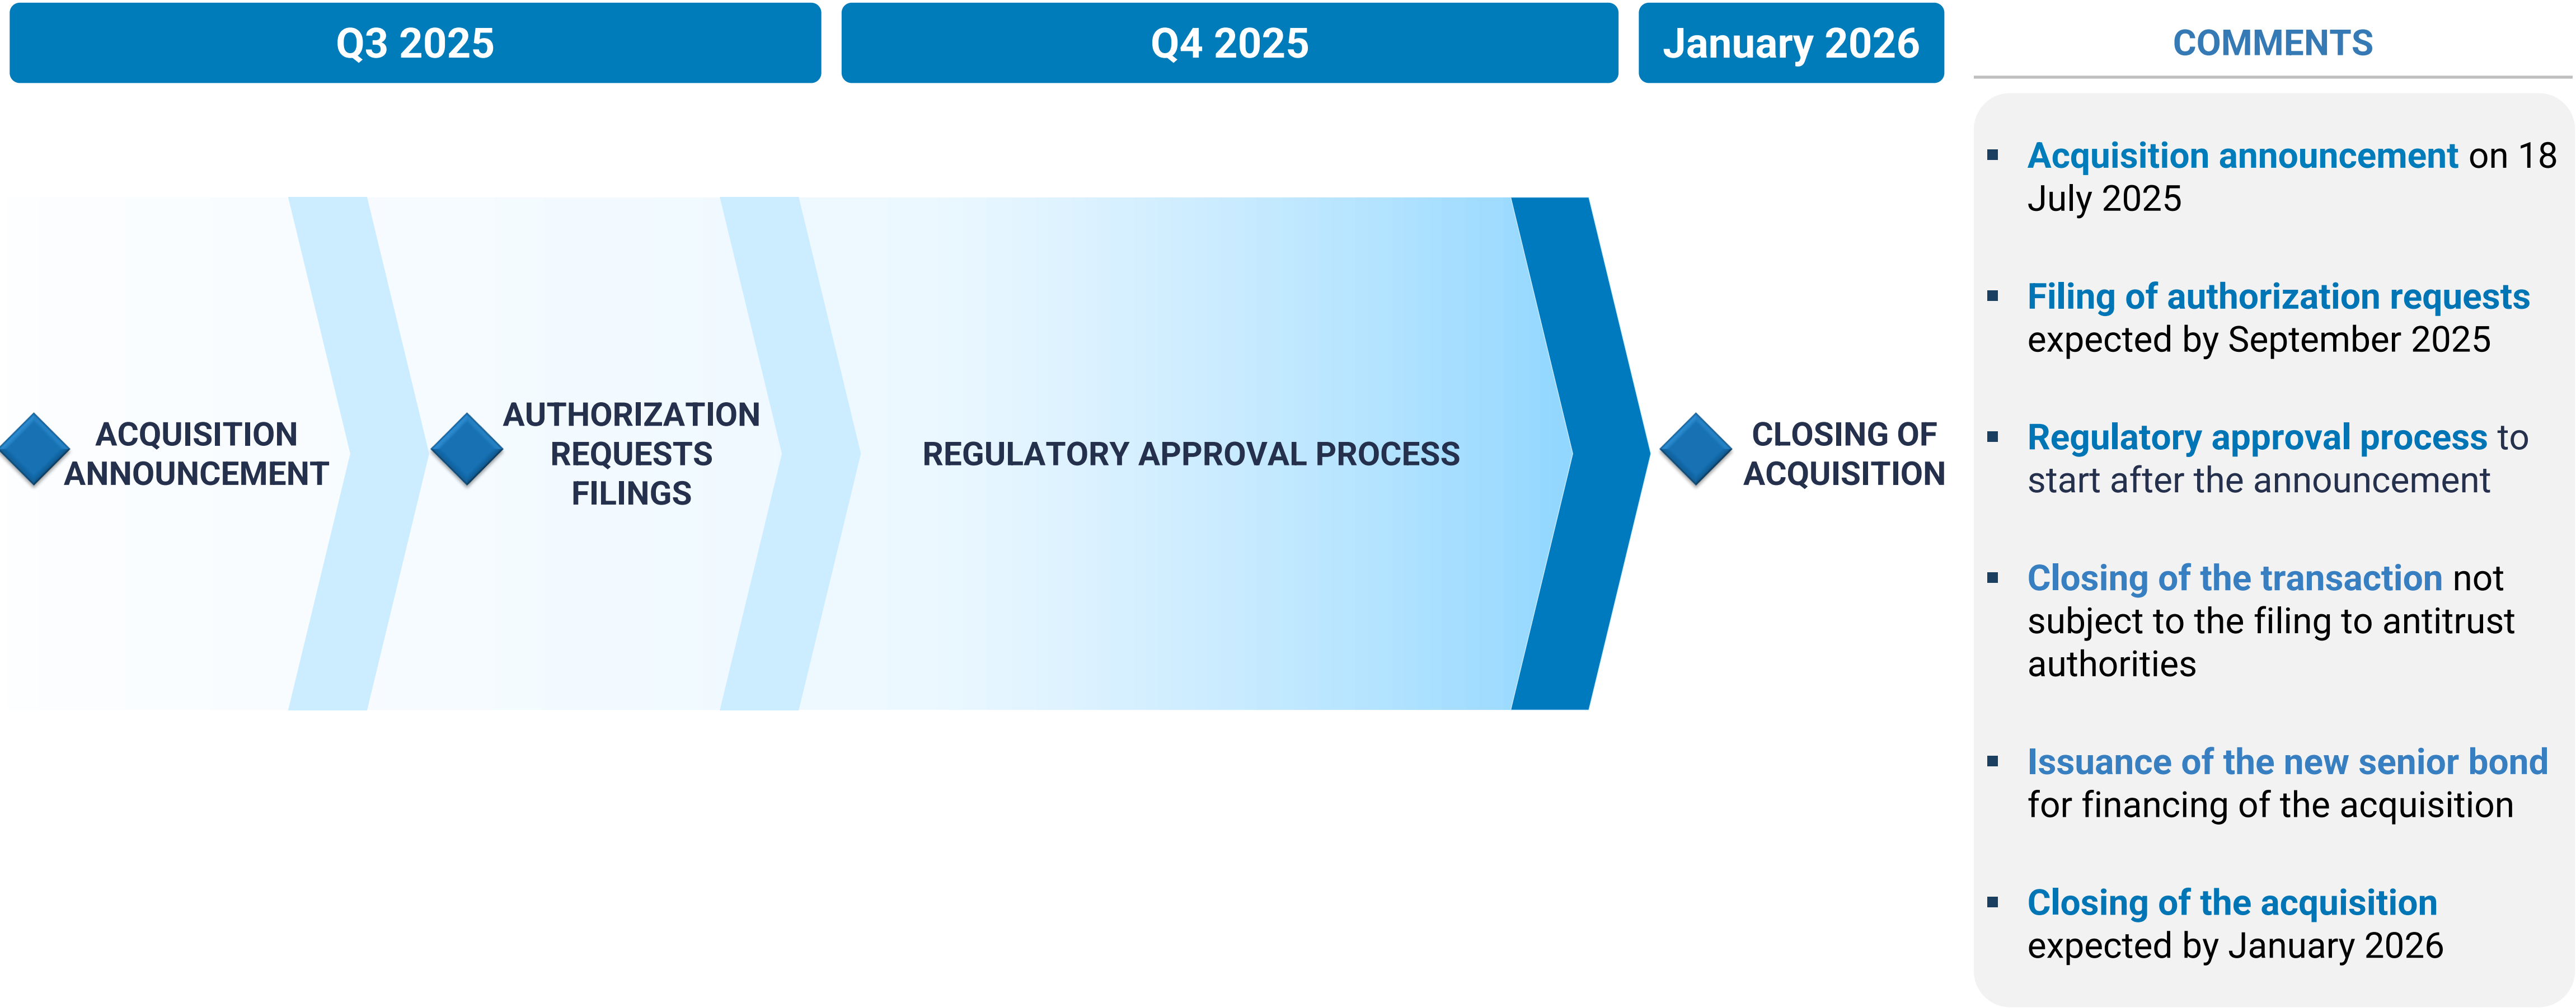 Q3 2025
Q4 2025
January 2026
COMMENTS
ACQUISITION
ANNOUNCEMENT
AUTHORIZATION
REQUESTS
FILINGS
REGULATORY APPROVAL PROCESS
CLOSING OF
ACQUISITION
▪ Acquisition announcement on 18
July 2025
▪ Filing of authorization requests
expected by September 2025
▪ Regulatory approval process to
start after the announcement
▪ Closing of the transaction not
subject to the filing to antitrust
authorities
▪ Issuance of the new senior bond
for financing of the acquisition
▪ Closing of the acquisition
expected by January 2026